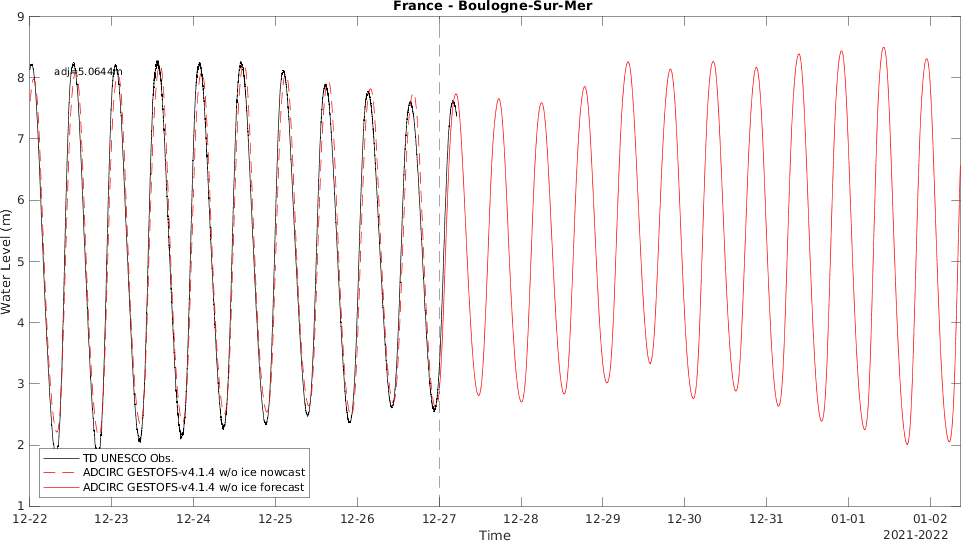 France - Boulogne-Sur-Mer
9
8
7
6
5
4
3
2
1
Water Level (m)
adj=5.0644m
TD UNESCO Obs.
ADCIRC GESTOFS-v4.1.4 w/o ice nowcast
ADCIRC GESTOFS-v4.1.4 w/o ice forecast
12-22 12-23 12-24 12-25 12-26 12-27 12-28 12-29 12-30 12-31 01-01 01-02
Time
2021-2022